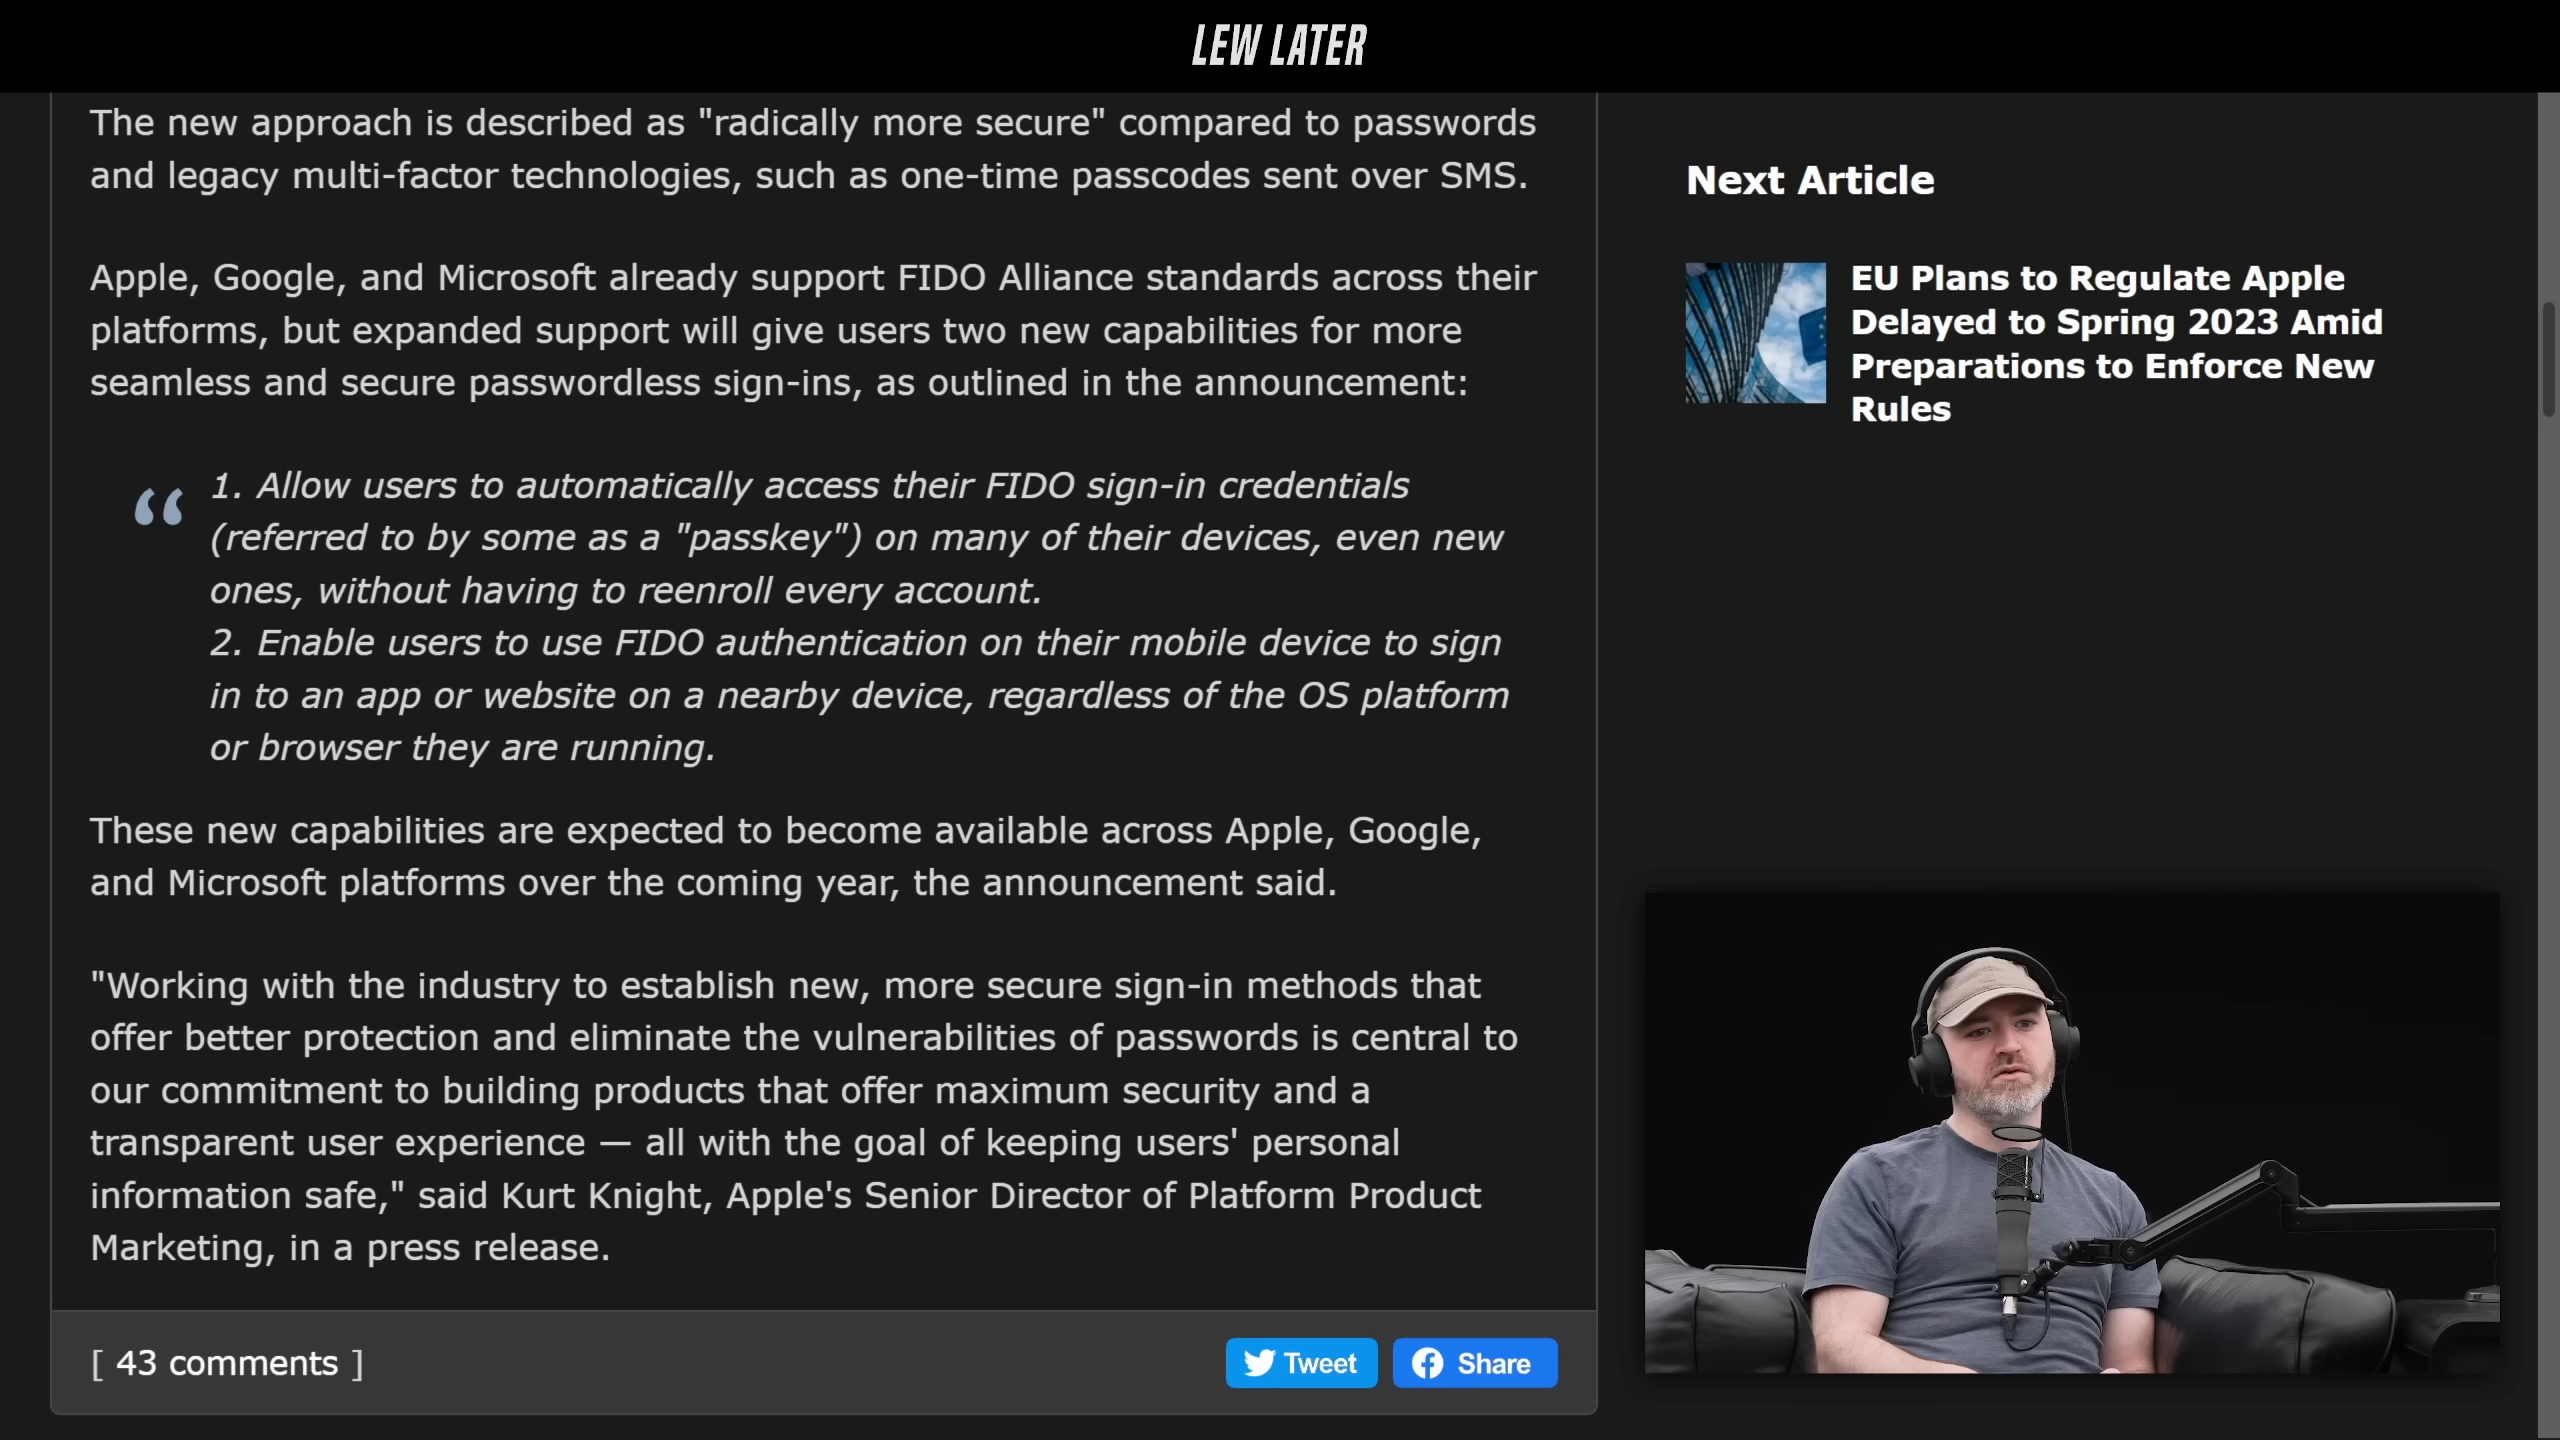 LEW LATER
The new approach is described as "radically more secure" compared to passwords
and legacy multi-factor technologies, such as one-time passcodes sent over SMS.
Apple, Google, and Microsoft already support FIDO Alliance standards across their
platforms, but expanded support will give users two new capabilities for more
seamless and secure passwordless sign-ins, as outlined in the announcement:
“ 1. Allow users to automatically access their FIDO sign-in credentials
(referred to by some as a "passkey") on many of their devices, even new
ones, without having to reenroll every account.
2. Enable users to use FIDO authentication on their mobile device to sign
in to an app or website on a nearby device, regardless of the OS platform
or browser they are running.
These new capabilities are expected to become available across Apple, Google,
and Microsoft platforms over the coming year, the announcement said.
"Working with the industry to establish new, more secure sign-in methods that
offer better protection and eliminate the vulnerabilities of passwords is central to
our commitment to building products that offer maximum security and a
transparent user experience — all with the goal of keeping users' personal
information safe," said Kurt Knight, Apple's Senior Director of Platform Product
Marketing, in a press release.
[ 43 comments ]
Tweet
Share
Next Article
EU Plans to Regulate Apple
Delayed to Spring 2023 Amid
Preparations to Enforce New
Rules